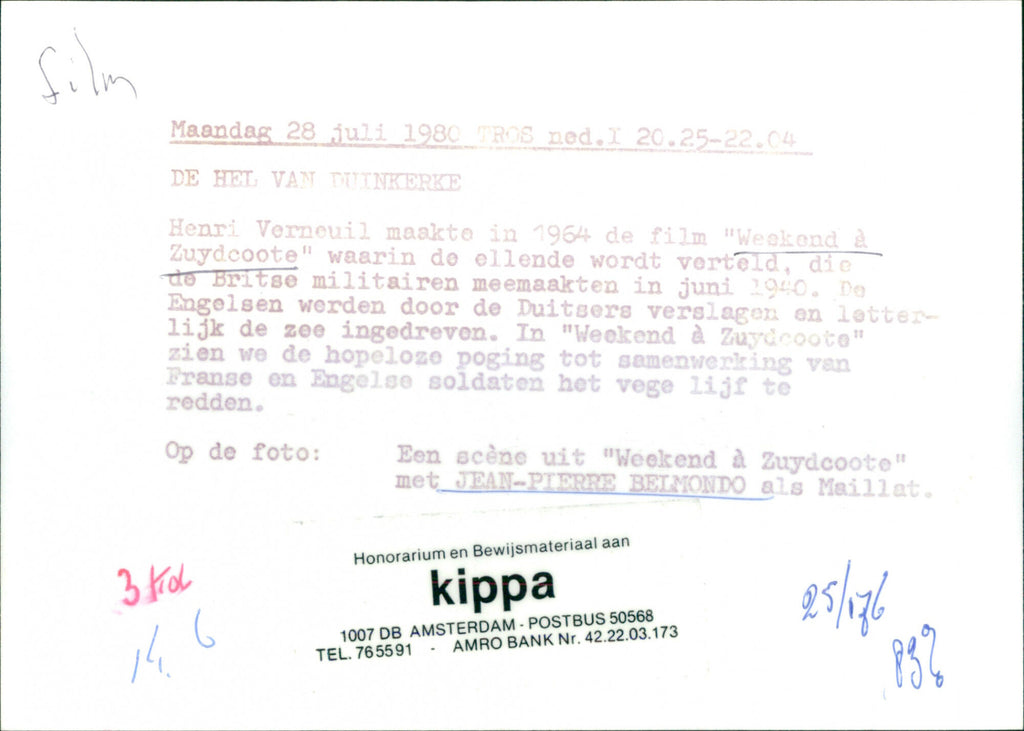 film
Maandag 28 juli 1980 TROS ned.I 20.25-22.04
DE HEL VAN DUINKERKE
Henri Verneuil maakte in 1964 de film "Weekend à
Zuydcoote" waarin de ellende wordt verteld, die
de Britse militairen meemaakten in juni 1940. De
Engelsen werden door de Duitsers verslagen en letter-
lijk de zee ingedreven. In "Weekend à Zuydcoote"
zien we de hopeloze poging tot samenwerking van
Franse en Engelse soldaten het vege lijf te
redden.
Op de foto: Een scène uit "Weekend à Zuydcoote"
met JEAN-PIERRE BELMONDO als Maillat.
Honorarium en Bewijsmateriaal aan
kippa
1007 DB AMSTERDAM - POSTBUS 50568
TEL. 765591 - AMRO BANK Nr. 42.22.03.173
3 kol
14. 6
25/176